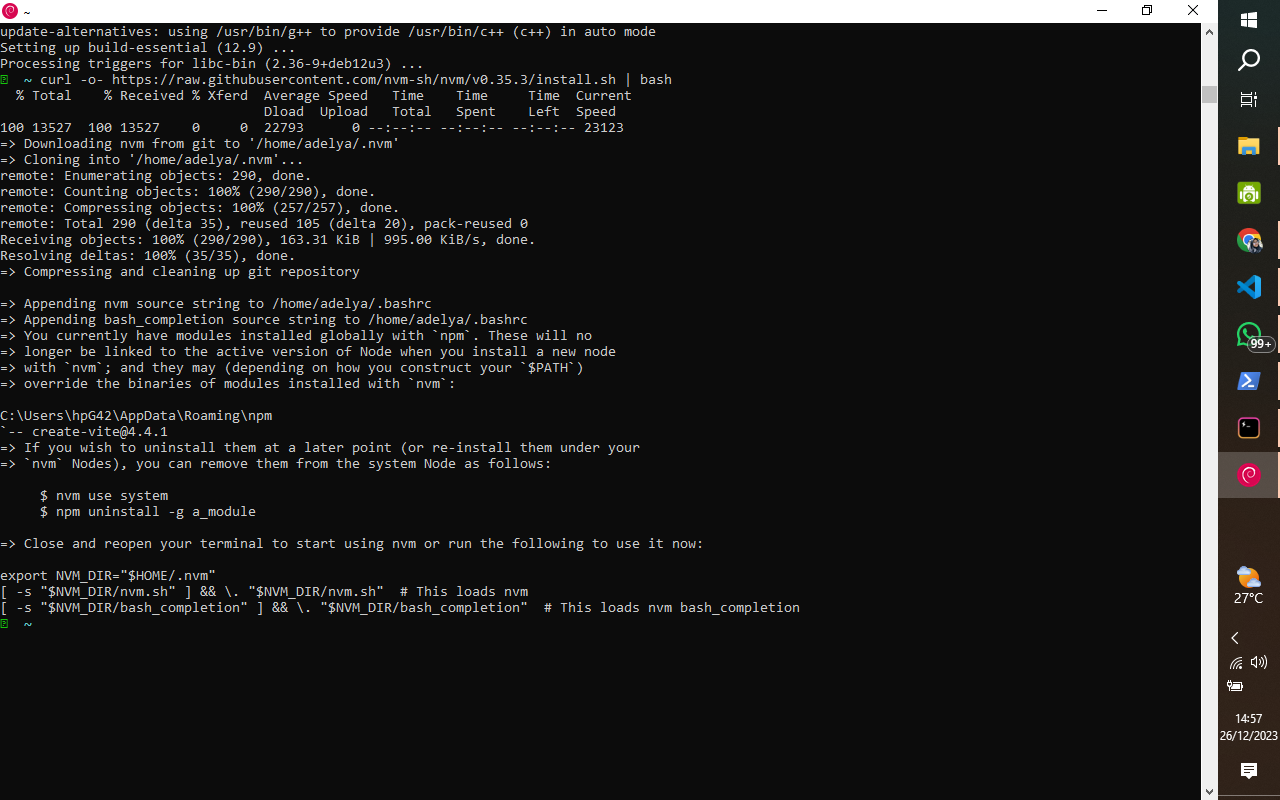 ~
update-alternatives: using /usr/bin/g++ to provide /usr/bin/c++ (c++) in auto mode
Setting up build-essential (12.9) ...
Processing triggers for libc-bin (2.36-9+deb12u3) ...
~ curl -o- https://raw.githubusercontent.com/nvm-sh/nvm/v0.35.3/install.sh | bash
  % Total    % Received % Xferd  Average Speed   Time    Time     Time  Current
                                 Dload  Upload   Total   Spent    Left  Speed
100 13527  100 13527    0     0  22793      0 --:--:-- --:--:-- --:--:-- 23123
=> Downloading nvm from git to '/home/adelya/.nvm'
=> Cloning into '/home/adelya/.nvm'...
remote: Enumerating objects: 290, done.
remote: Counting objects: 100% (290/290), done.
remote: Compressing objects: 100% (257/257), done.
remote: Total 290 (delta 35), reused 105 (delta 20), pack-reused 0
Receiving objects: 100% (290/290), 163.31 KiB | 995.00 KiB/s, done.
Resolving deltas: 100% (35/35), done.
=> Compressing and cleaning up git repository

=> Appending nvm source string to /home/adelya/.bashrc
=> Appending bash_completion source string to /home/adelya/.bashrc
=> You currently have modules installed globally with `npm`. These will no
=> longer be linked to the active version of Node when you install a new node
=> with `nvm`; and they may (depending on how you construct your `$PATH`)
=> override the binaries of modules installed with `nvm`:

C:\Users\hpG42\AppData\Roaming\npm
`-- create-vite@4.4.1
=> If you wish to uninstall them at a later point (or re-install them under your
=> `nvm` Nodes), you can remove them from the system Node as follows:

     $ nvm use system
     $ npm uninstall -g a_module

=> Close and reopen your terminal to start using nvm or run the following to use it now:

export NVM_DIR="$HOME/.nvm"
[ -s "$NVM_DIR/nvm.sh" ] && \. "$NVM_DIR/nvm.sh"  # This loads nvm
[ -s "$NVM_DIR/bash_completion" ] && \. "$NVM_DIR/bash_completion"  # This loads nvm bash_completion
~
99+
27°C
14:57
26/12/2023